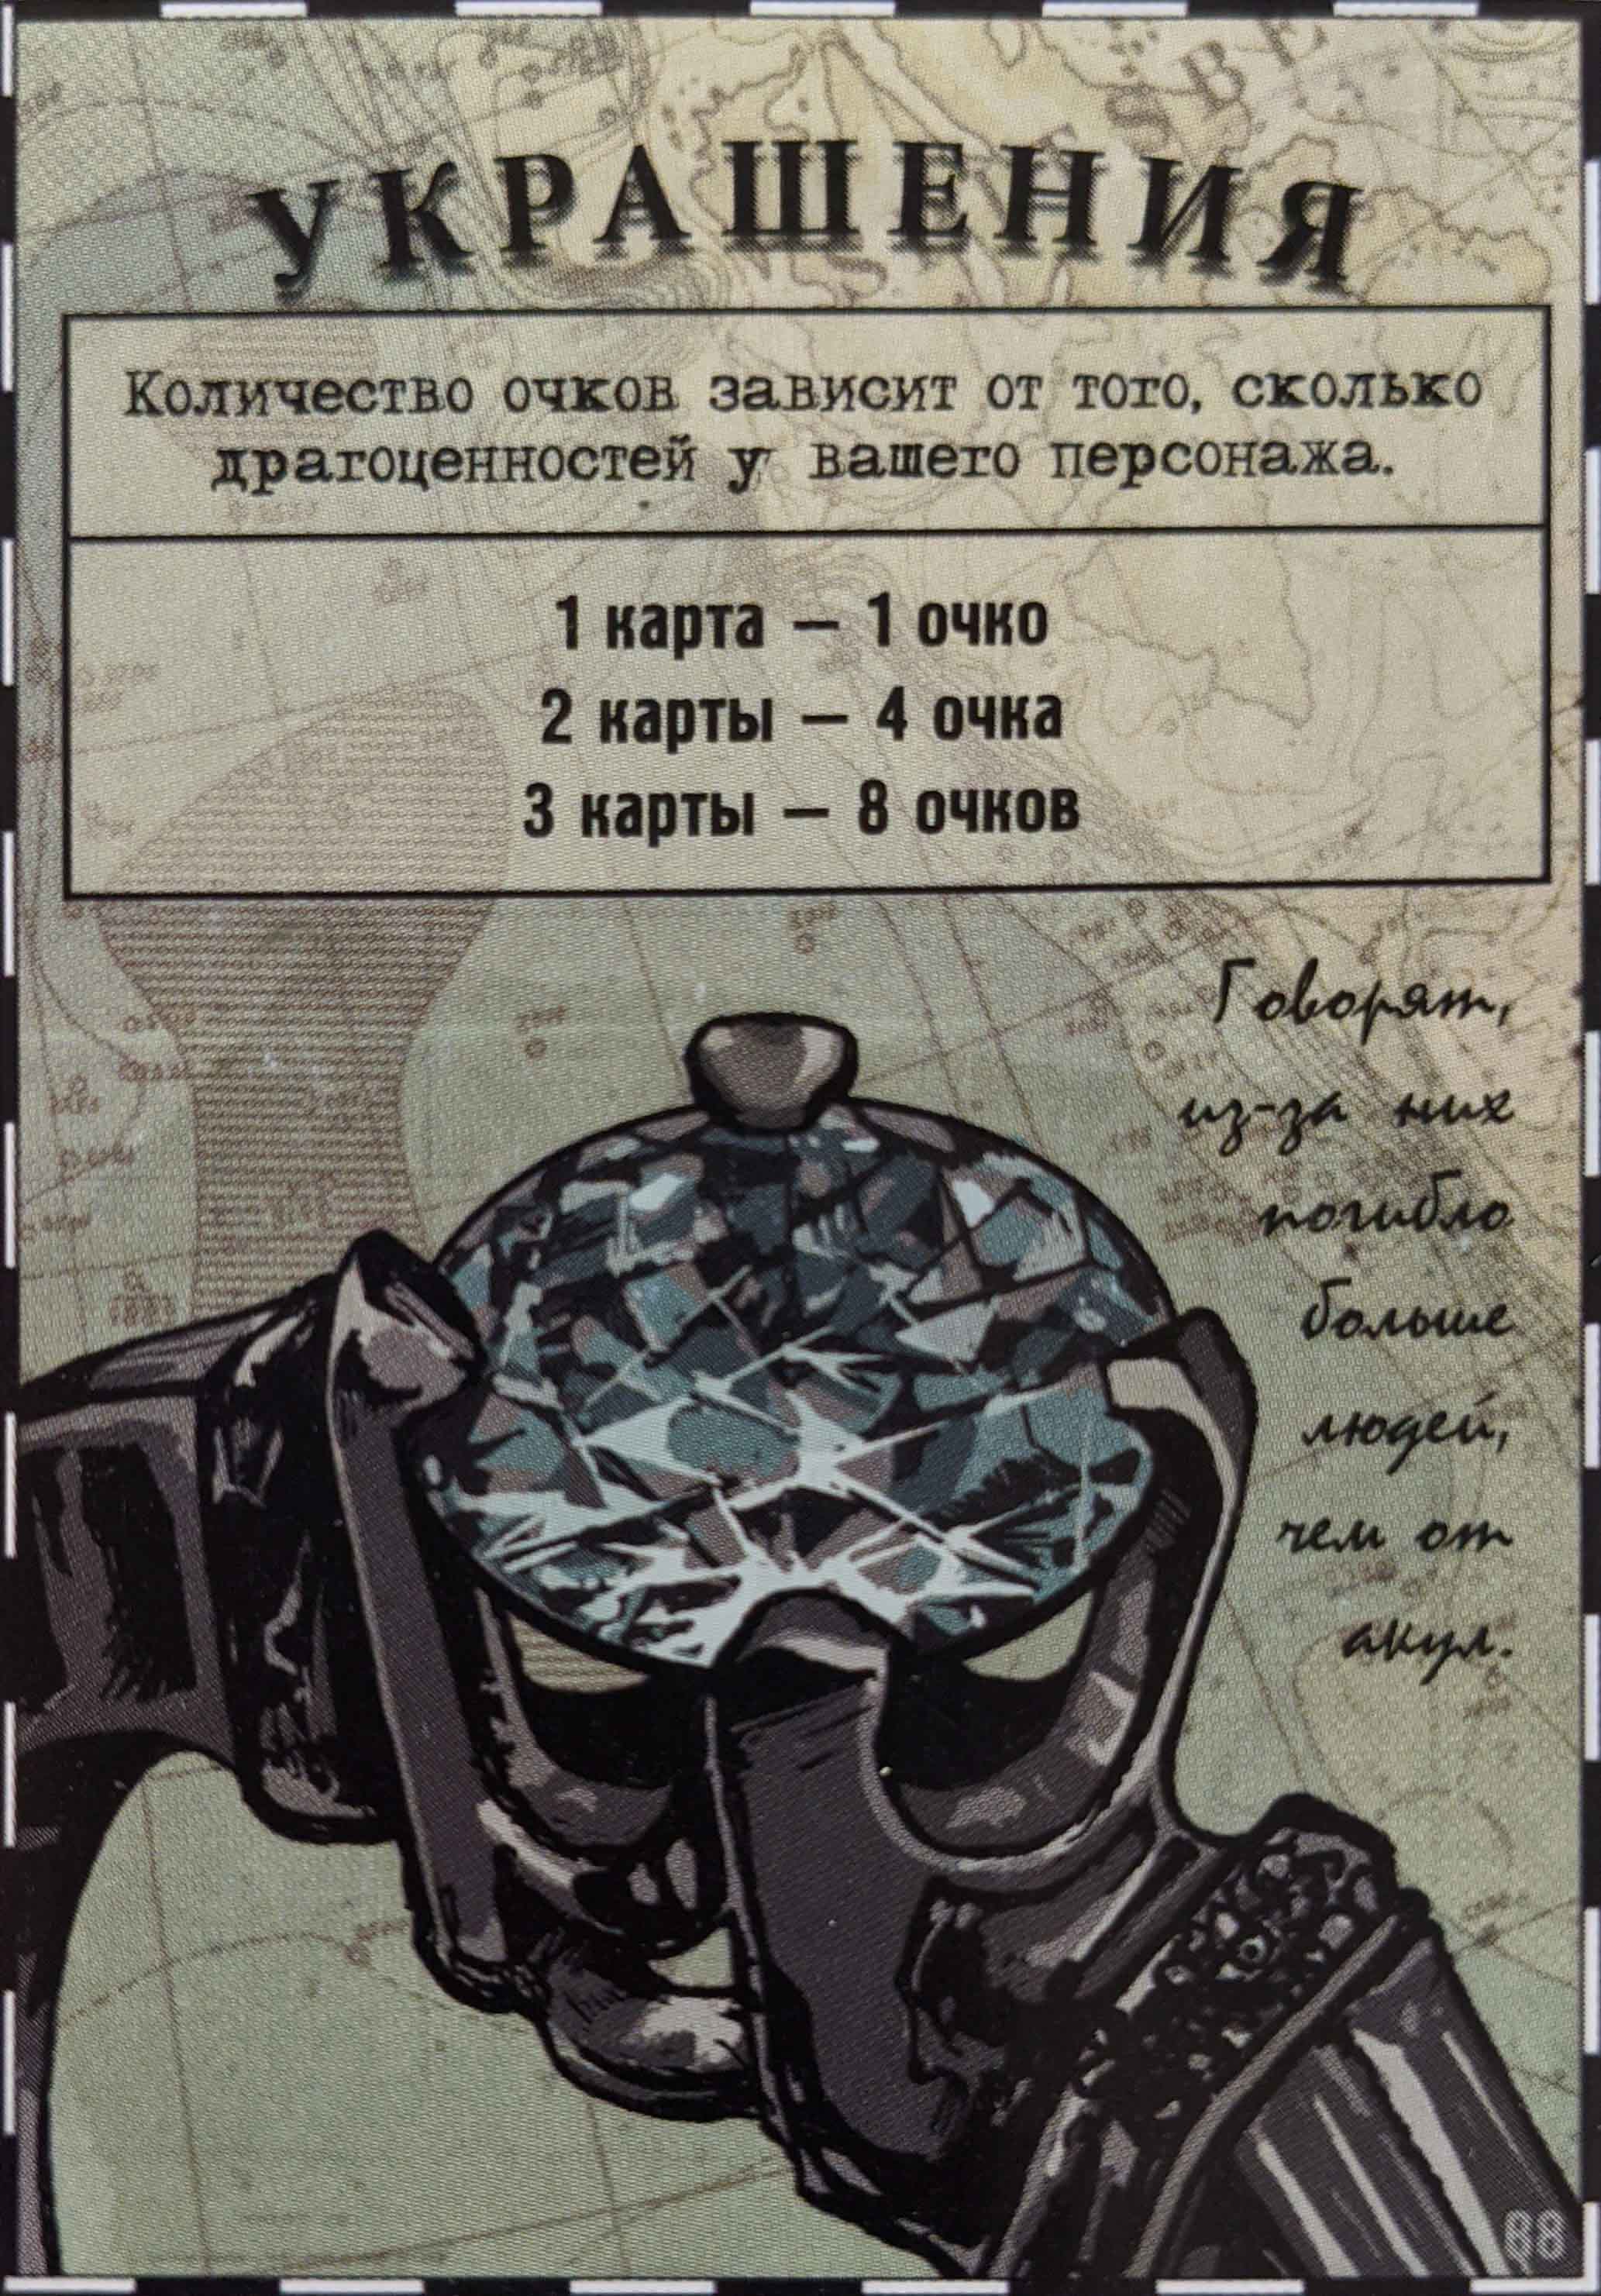 УКРАШЕНИЯ
Количество очков зависит от того, сколько
драгоценностей у вашего персонажа.
1 карта — 1 очко
2 карты — 4 очка
3 карты — 8 очков
Говорят,
из-за них
погибло
больше
людей,
чем от
акул.